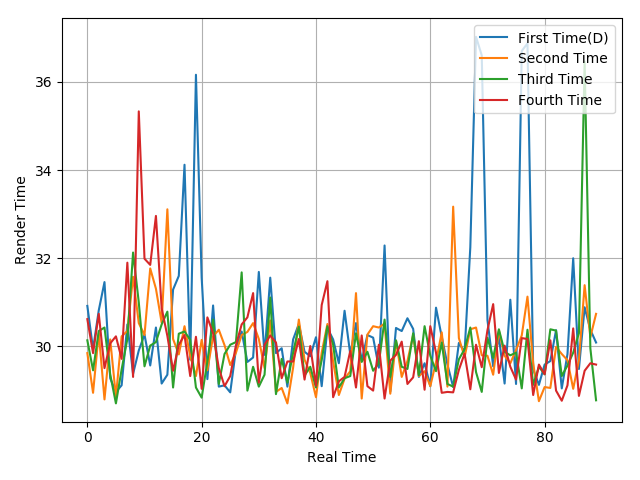 First Time(D)
Second Time
Third Time
Fourth Time
36
34
32
30
Render Time
0 20 40 60 80
Real Time